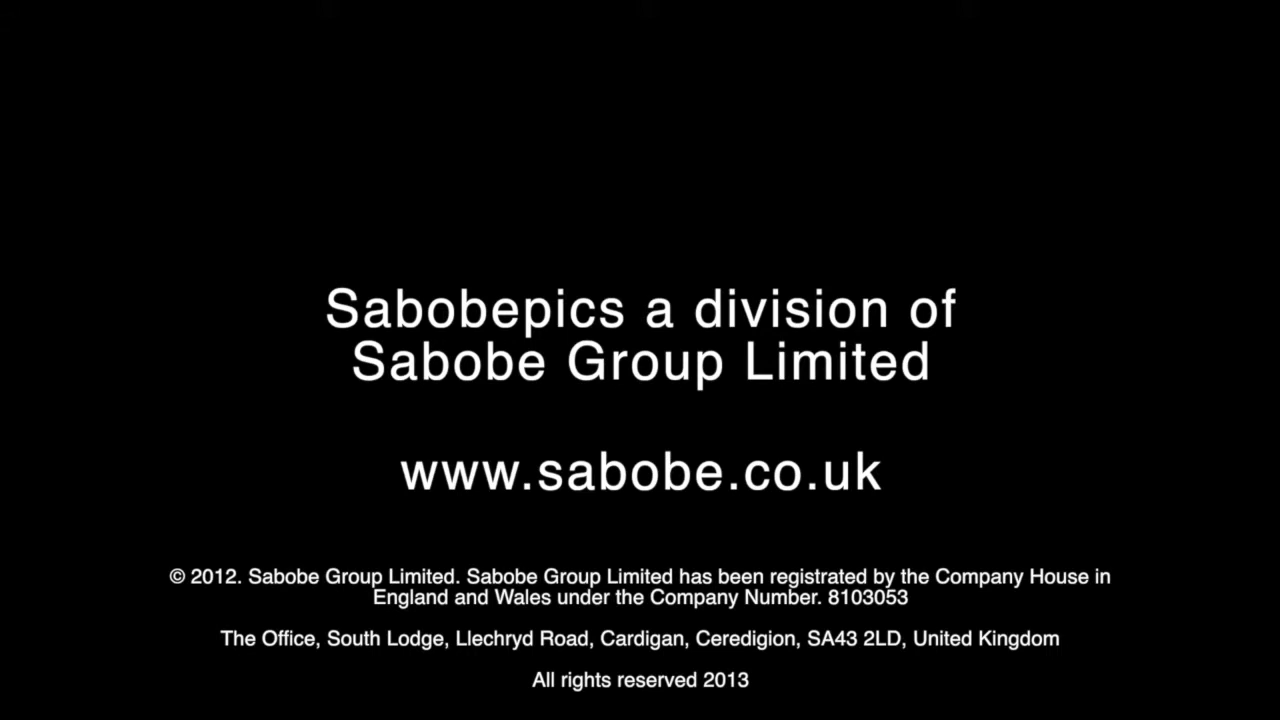 Sabobepics a division of
Sabobe Group Limited
www.sabobe.co.uk
© 2012. Sabobe Group Limited. Sabobe Group Limited has been registrated by the Company House in
England and Wales under the Company Number. 8103053
The Office, South Lodge, Llechryd Road, Cardigan, Ceredigion, SA43 2LD, United Kingdom
All rights reserved 2013